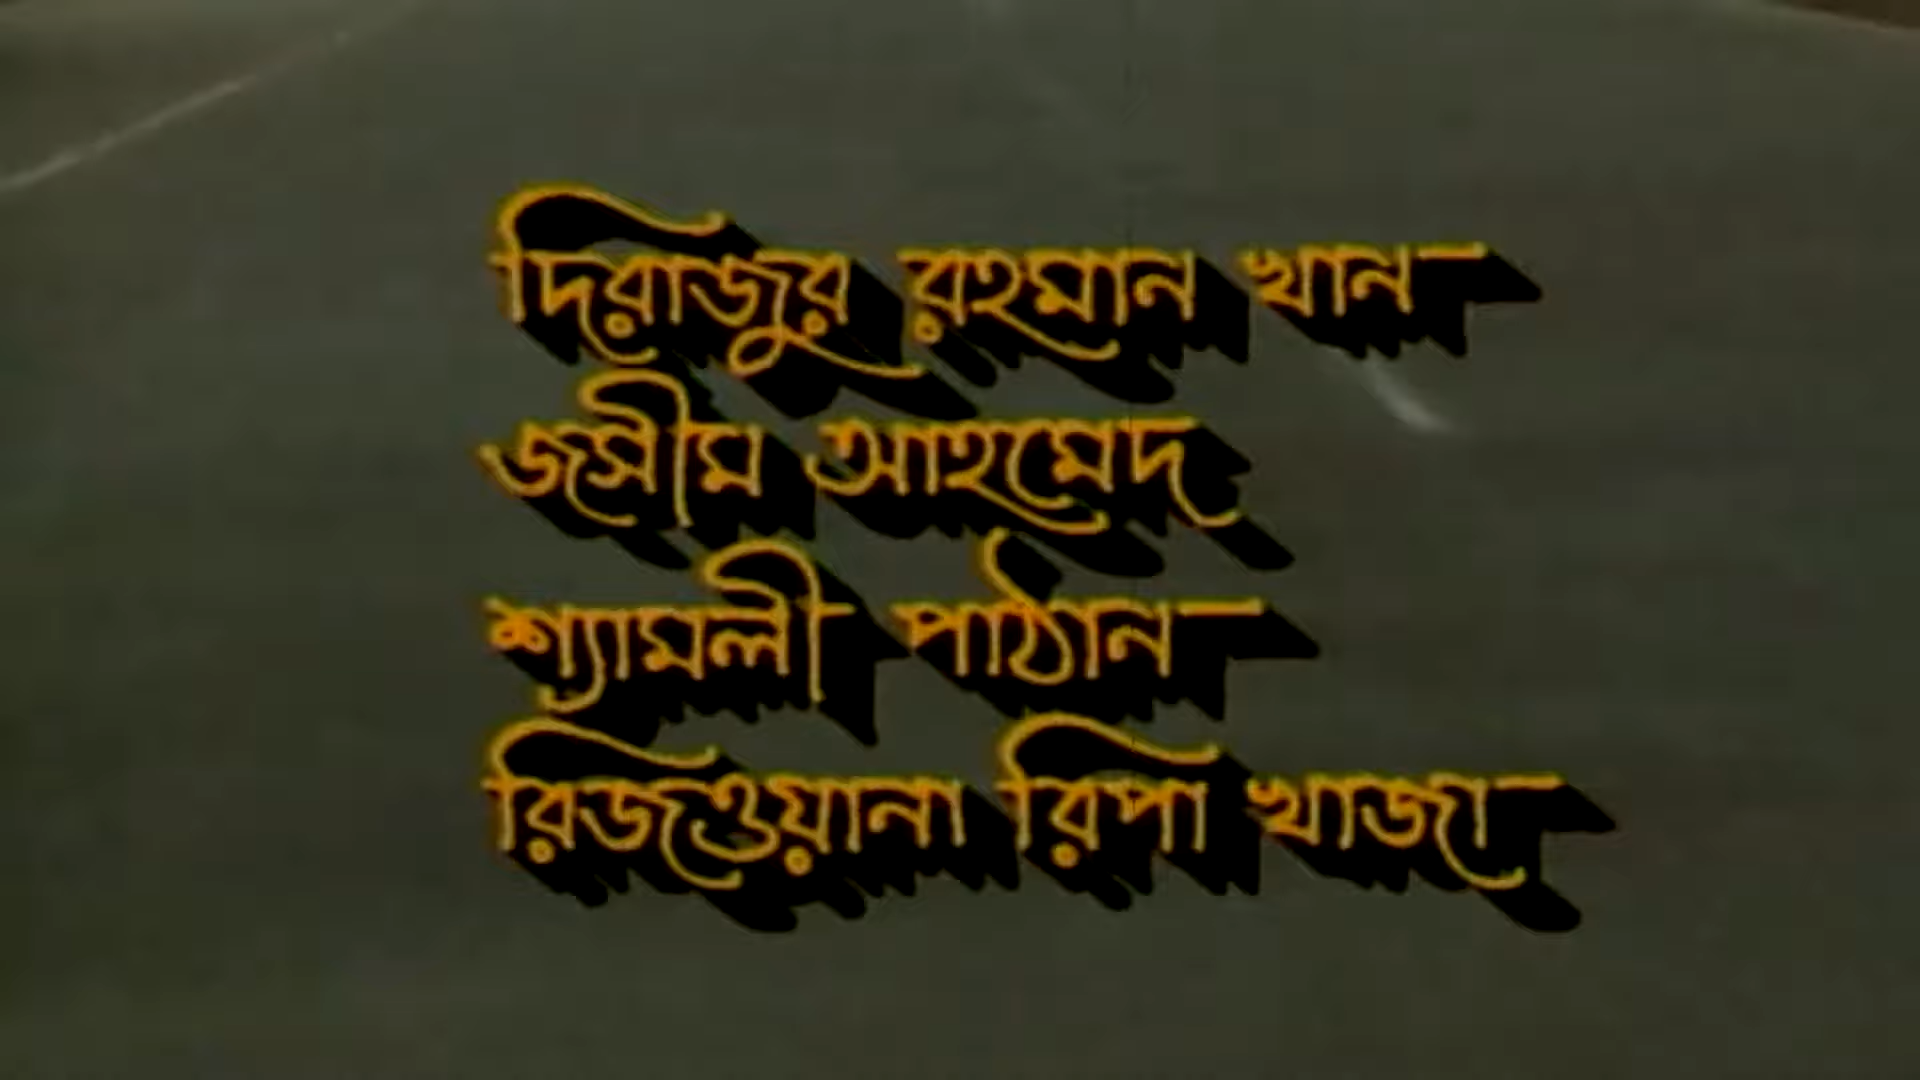 দিরাজুর রহমান খান
জসীম আহমেদ
শ্যামলী পাঠান
রিজওয়ানা রিপা খাজা